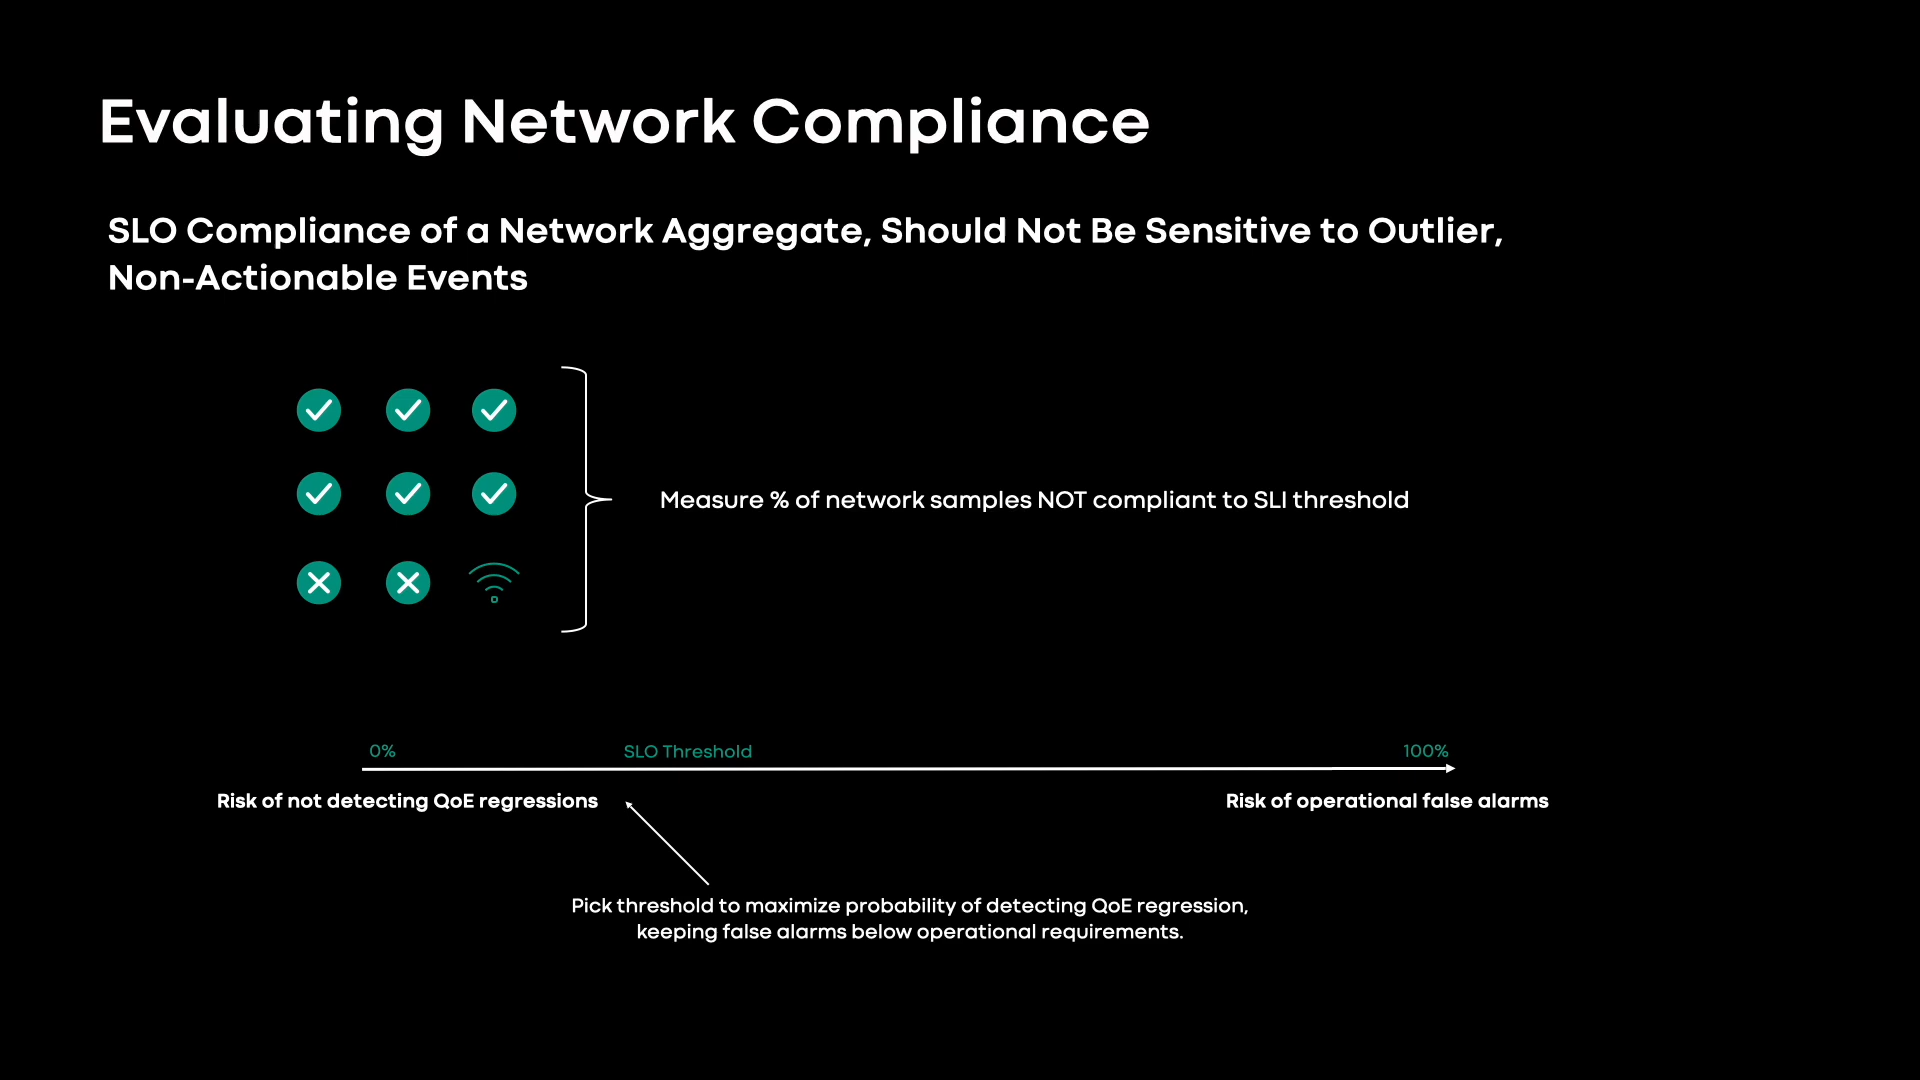 Evaluating Network Compliance
SLO Compliance of a Network Aggregate, Should Not Be Sensitive to Outlier,
Non-Actionable Events
Measure % of network samples NOT compliant to SLI threshold
0%
SLO Threshold
100%
Risk of not detecting QoE regressions
Risk of operational false alarms
Pick threshold to maximize probability of detecting QoE regression,
keeping false alarms below operational requirements.